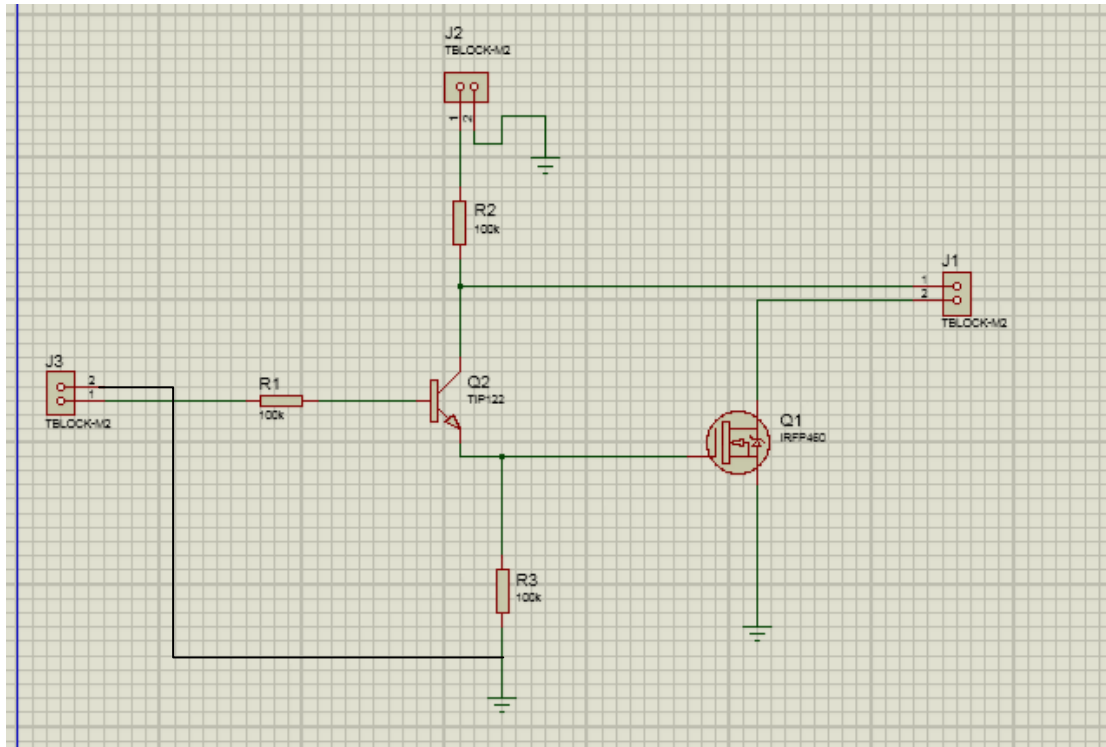 J2
TBLOCK-M2
1
2
R2
100k
J1
1
2
TBLOCK-M2
J3
2
1
TBLOCK-M2
R1
100k
Q2
TIP122
Q1
IRFP460
R3
100k